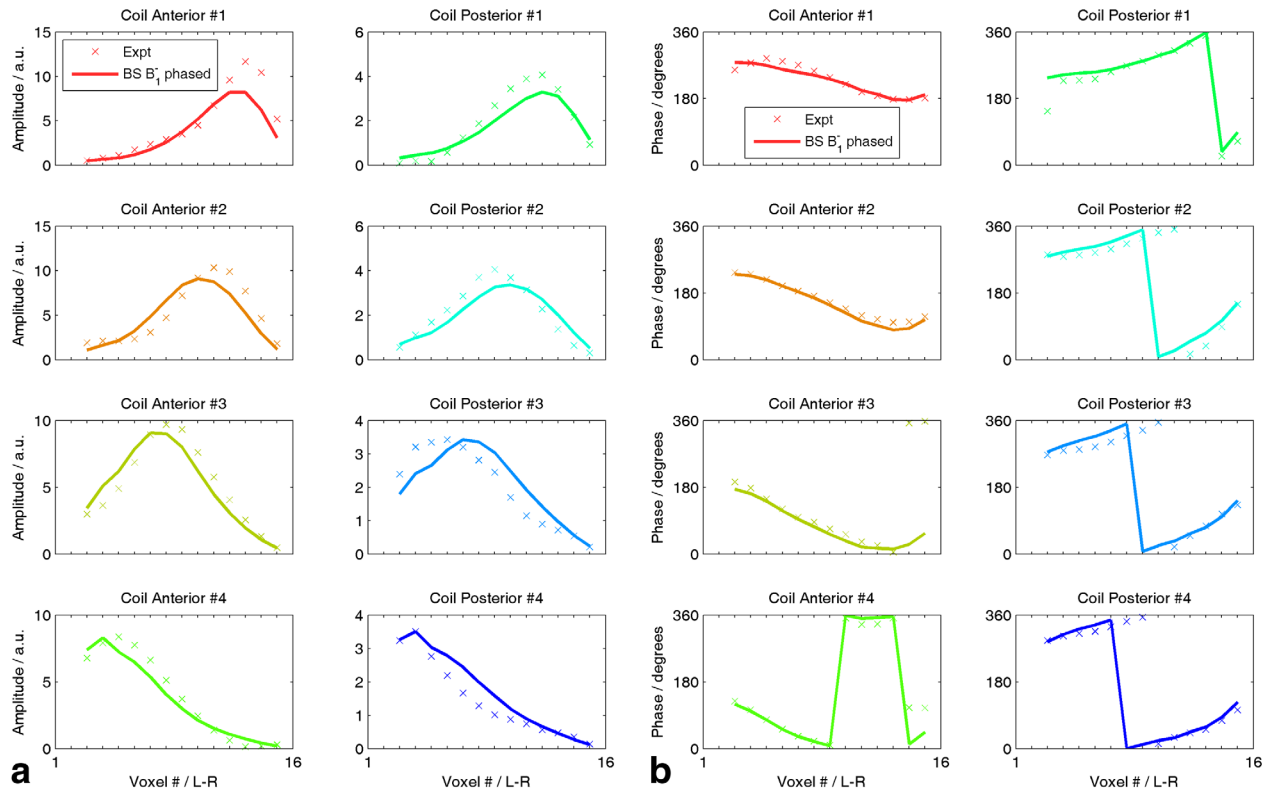 Coil Anterior #1
Coil Posterior #1
Coil Anterior #1
Coil Posterior #1
15
10
5
0
Amplitude / a.u.
Expt
BS B₁⁻ phased
6
4
2
0
360
180
0
Phase / degrees
Expt
BS B₁⁻ phased
360
180
0
Coil Anterior #2
Coil Posterior #2
Coil Anterior #2
Coil Posterior #2
15
10
5
0
Amplitude / a.u.
6
4
2
0
360
180
0
Phase / degrees
360
180
0
Coil Anterior #3
Coil Posterior #3
Coil Anterior #3
Coil Posterior #3
10
5
0
Amplitude / a.u.
4
3
2
1
0
360
180
0
Phase / degrees
360
180
0
Coil Anterior #4
Coil Posterior #4
Coil Anterior #4
Coil Posterior #4
10
5
0
Amplitude / a.u.
4
3
2
1
0
360
180
0
Phase / degrees
360
180
0
1
16
1
16
1
16
1
16
a
Voxel # / L-R
Voxel # / L-R
b
Voxel # / L-R
Voxel # / L-R